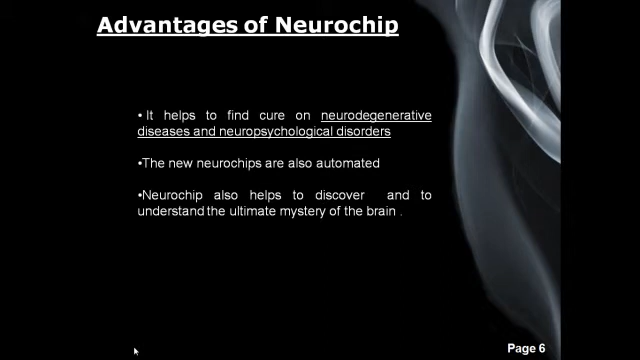 Advantages of Neurochip
• It helps to find cure on neurodegenerative
diseases and neuropsychological disorders
•The new neurochips are also automated
•Neurochip also helps to discover and to
understand the ultimate mystery of the brain .
Page 6